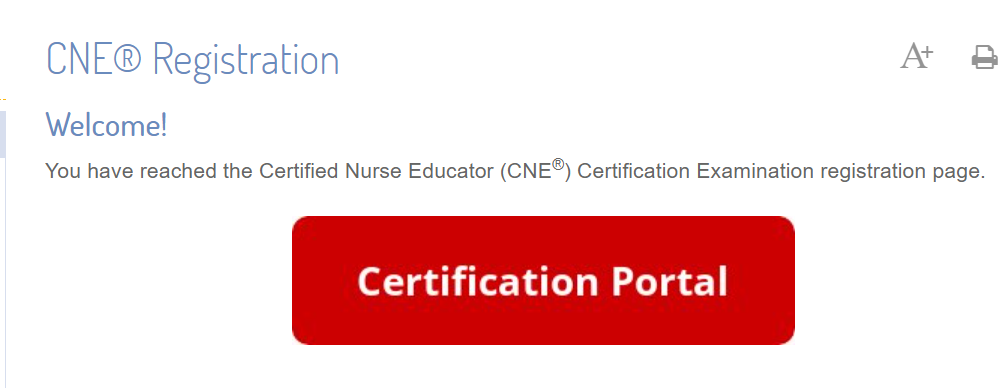 CNE® Registration
A+
Welcome!
You have reached the Certified Nurse Educator (CNE®) Certification Examination registration page.
Certification Portal